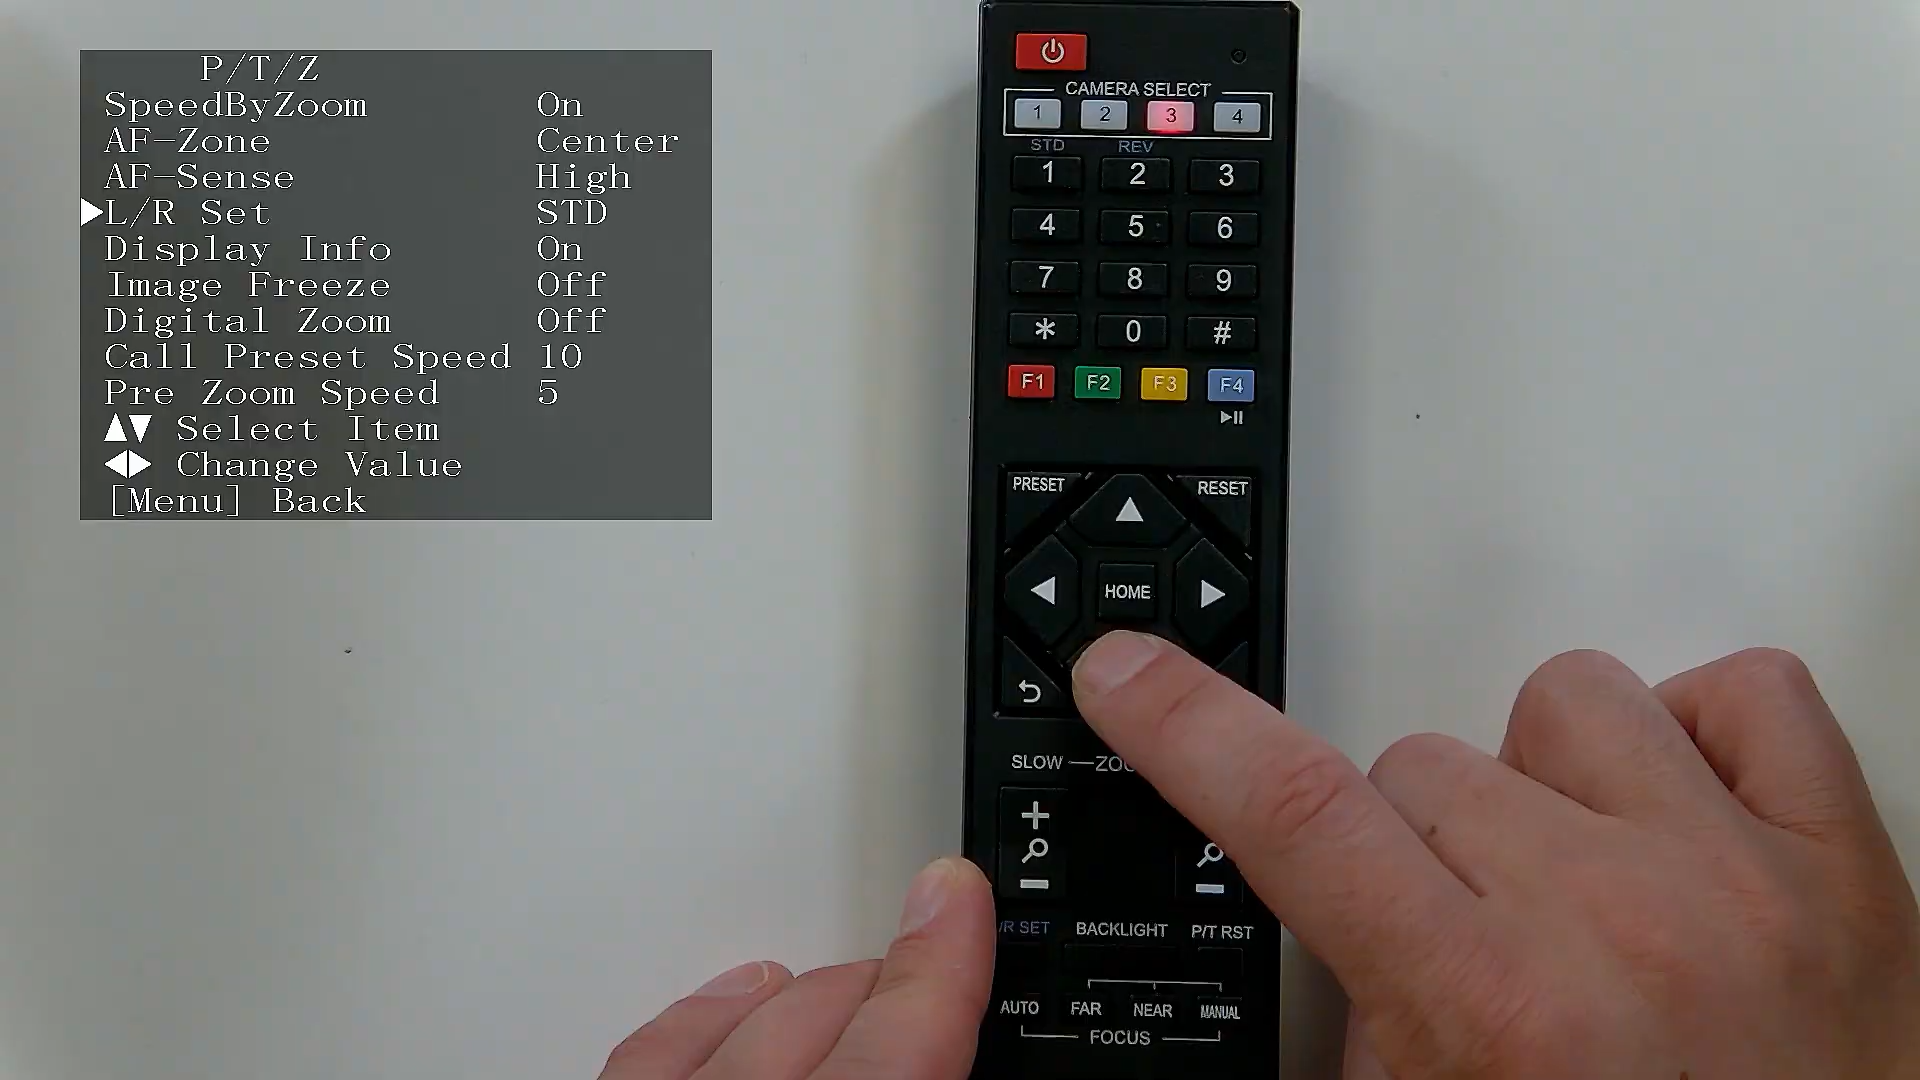 P/T/Z
SpeedByZoom On
AF-Zone Center
AF-Sense High
L/R Set STD
Display Info On
Image Freeze Off
Digital Zoom Off
Call Preset Speed 10
Pre Zoom Speed 5
Select Item
Change Value
[Menu] Back
CAMERA SELECT
1 2 3 4
STD REV
1 2 3
4 5 6
7 8 9
* 0 #
F1 F2 F3 F4
PRESET RESET
HOME
SLOW
/R SET BACKLIGHT P/T RST
AUTO FAR NEAR MANUAL
FOCUS